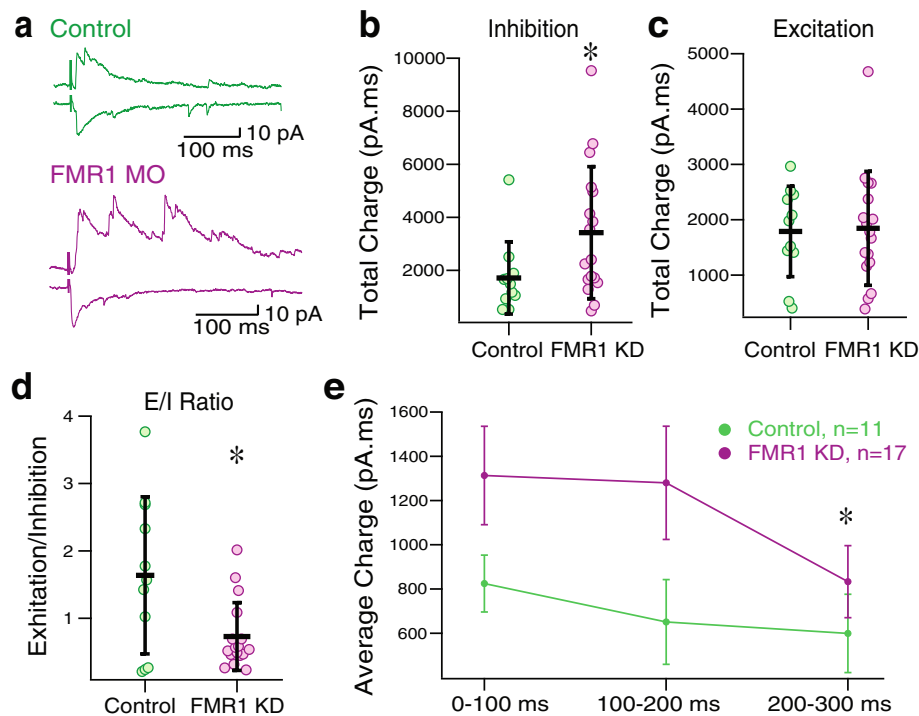 a
Control
10 pA
100 ms
FMR1 MO
10 pA
100 ms
b
Inhibition
*
Total Charge (pA.ms)
10000
8000
6000
4000
2000
Control FMR1 KD
c
Excitation
Total Charge (pA.ms)
5000
4000
3000
2000
1000
Control FMR1 KD
d
E/I Ratio
*
Exhitation/Inhibition
4
3
2
1
Control FMR1 KD
e
Average Charge (pA.ms)
1600
1400
1200
1000
800
600
Control, n=11
FMR1 KD, n=17
*
0-100 ms 100-200 ms 200-300 ms